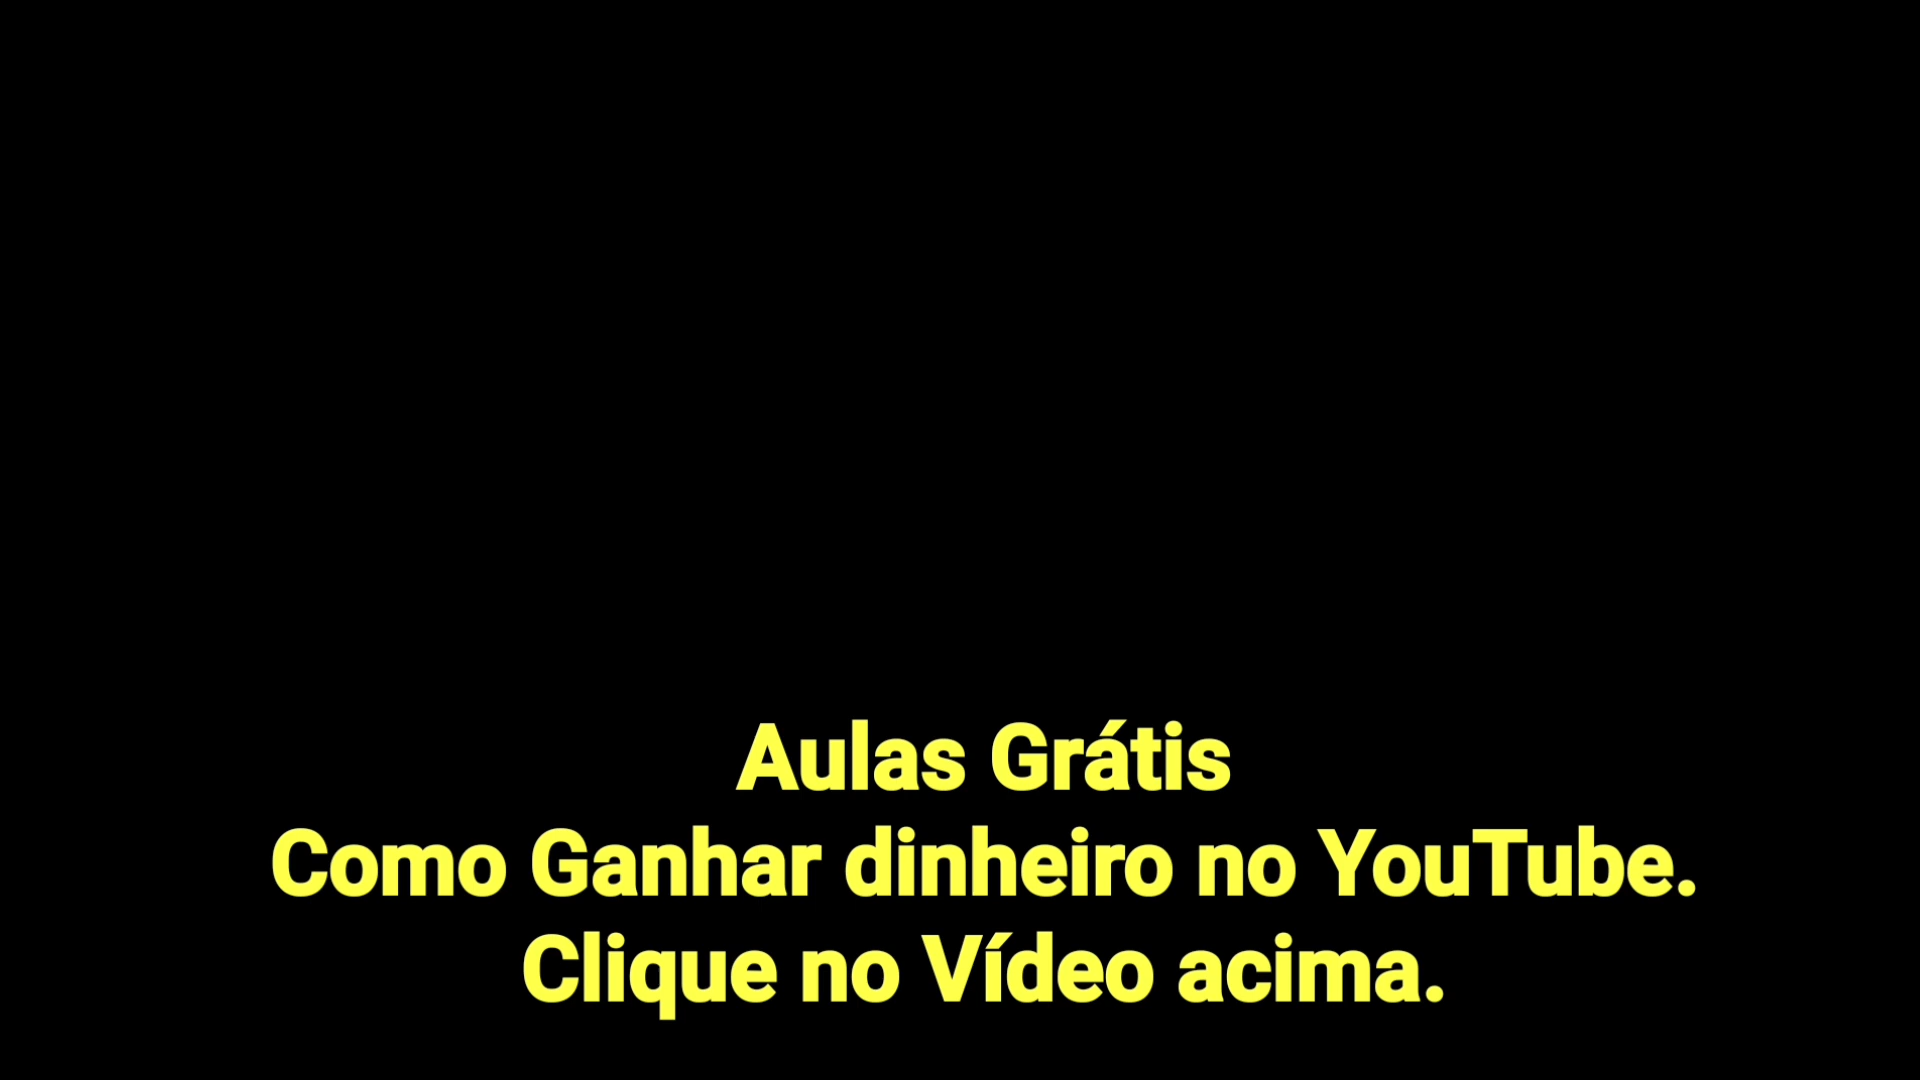 Aulas Grátis
Como Ganhar dinheiro no YouTube.
Clique no Vídeo acima.